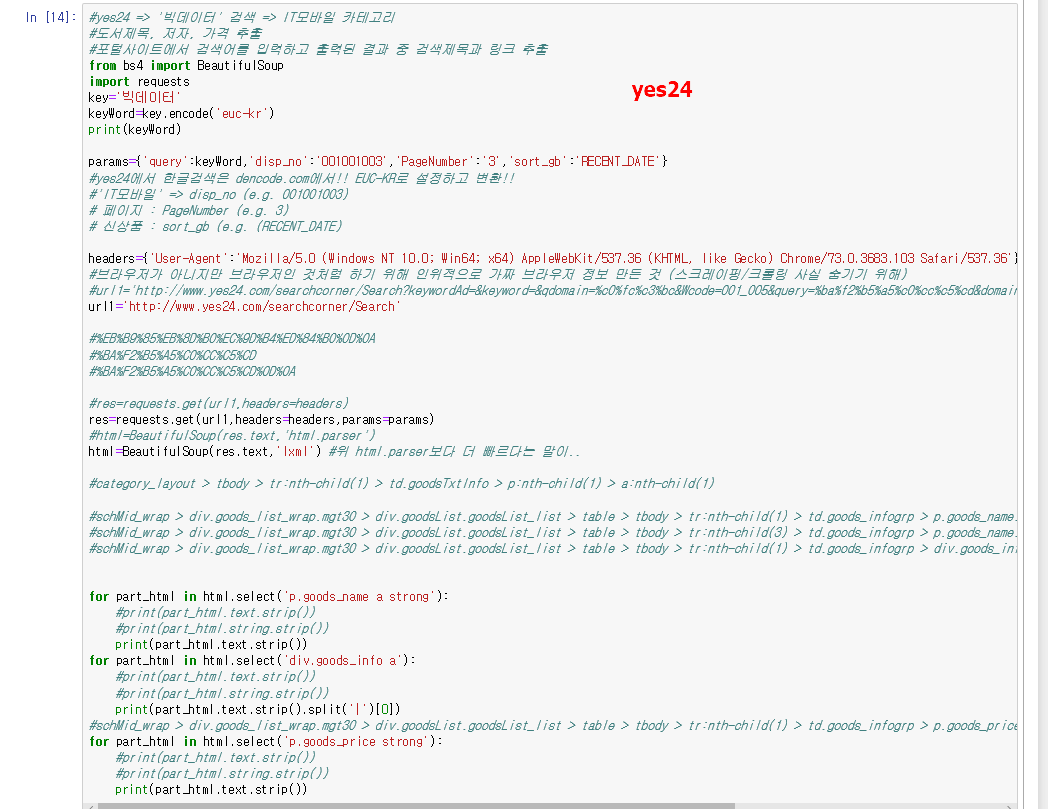 In [14]: #yes24 => '빅데이터' 검색 => IT모바일 카테고리
#도서제목, 저자, 가격 추출
#포털사이트에서 검색어를 입력하고 출력된 결과 중 검색제목과 링크 추출
from bs4 import BeautifulSoup
import requests
key='빅데이터'
keyWord=key.encode('euc-kr')
print(keyWord)
yes24
params={'query':keyWord,'disp_no':'001001003','PageNumber':'3','sort_gb':'RECENT_DATE'}
#yes24에서 한글검색은 dencode.com에서!! EUC-KR로 설정하고 변환!!
#'IT모바일' => disp_no (e.g. 001001003)
# 페이지 : PageNumber (e.g. 3)
# 신상품 : sort_gb (e.g. (RECENT_DATE)
headers={'User-Agent':'Mozilla/5.0 (Windows NT 10.0; Win64; x64) AppleWebKit/537.36 (KHTML, like Gecko) Chrome/73.0.3683.103 Safari/537.36'}
#브라우저가 아니지만 브라우저인 것처럼 하기 위해 인위적으로 가짜 브라우저 정보 만든 것 (스크레이핑/크롤링 사실 숨기기 위해)
#url1='http://www.yes24.com/searchcorner/Search?keywordAd=&keyword=&qdomain=%c0%fc%c3%bc&Wcode=001_005&query=%ba%f2%b5%a5%c0%cc%c5%cd&domain
url1='http://www.yes24.com/searchcorner/Search'
#%EB%B9%85%EB%8D%B0%EC%9D%B4%ED%84%B0%0D%0A
#%BA%F2%B5%A5%C0%CC%C5%CD
#%BA%F2%B5%A5%C0%CC%C5%CD%0D%0A
#res=requests.get(url1,headers=headers)
res=requests.get(url1,headers=headers,params=params)
#html=BeautifulSoup(res.text,'html.parser')
html=BeautifulSoup(res.text,'lxml') #위 html.parser보다 더 빠르다는 말이..
#category_layout > tbody > tr:nth-child(1) > td.goodsTxtInfo > p:nth-child(1) > a:nth-child(1)
#schMid_wrap > div.goods_list_wrap.mgt30 > div.goodsList.goodsList_list > table > tbody > tr:nth-child(1) > td.goods_infogrp > p.goods_name.
#schMid_wrap > div.goods_list_wrap.mgt30 > div.goodsList.goodsList_list > table > tbody > tr:nth-child(3) > td.goods_infogrp > p.goods_name.
#schMid_wrap > div.goods_list_wrap.mgt30 > div.goodsList.goodsList_list > table > tbody > tr:nth-child(1) > td.goods_infogrp > div.goods_inf
for part_html in html.select('p.goods_name a strong'):
#print(part_html.text.strip())
#print(part_html.string.strip())
print(part_html.text.strip())
for part_html in html.select('div.goods_info a'):
#print(part_html.text.strip())
#print(part_html.string.strip())
print(part_html.text.strip().split('|')[0])
#schMid_wrap > div.goods_list_wrap.mgt30 > div.goodsList.goodsList_list > table > tbody > tr:nth-child(1) > td.goods_infogrp > p.goods_price
for part_html in html.select('p.goods_price strong'):
#print(part_html.text.strip())
#print(part_html.string.strip())
print(part_html.text.strip())